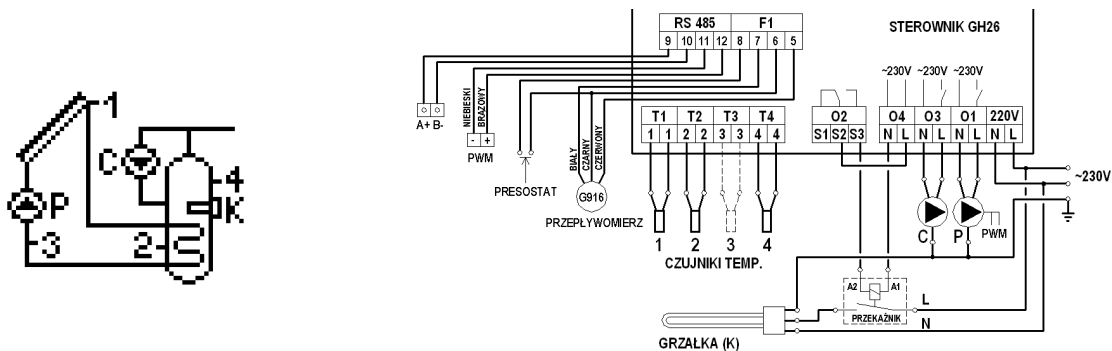 1
C
4
P
K
3
2
RS 485 F1
STEROWNIK GH26
9 10 11 12 8 7 6 5
~230V ~230V ~230V
A+ B-
NIEBIESKI
BRĄZOWY
- +
PWM
PRESOSTAT
BIAŁY
CZARNY
CZERWONY
G916
PRZEPŁYWOMIERZ
T1 T2 T3 T4
1 1 2 2 3 3 4 4
O2
S1 S2 S3
O4 O3 O1 220V
N L N L N L N L
~230V
1 2 3 4
CZUJNIKI TEMP.
C P PWM
A2 A1
PRZEKAŹNIK
L
N
GRZAŁKA (K)